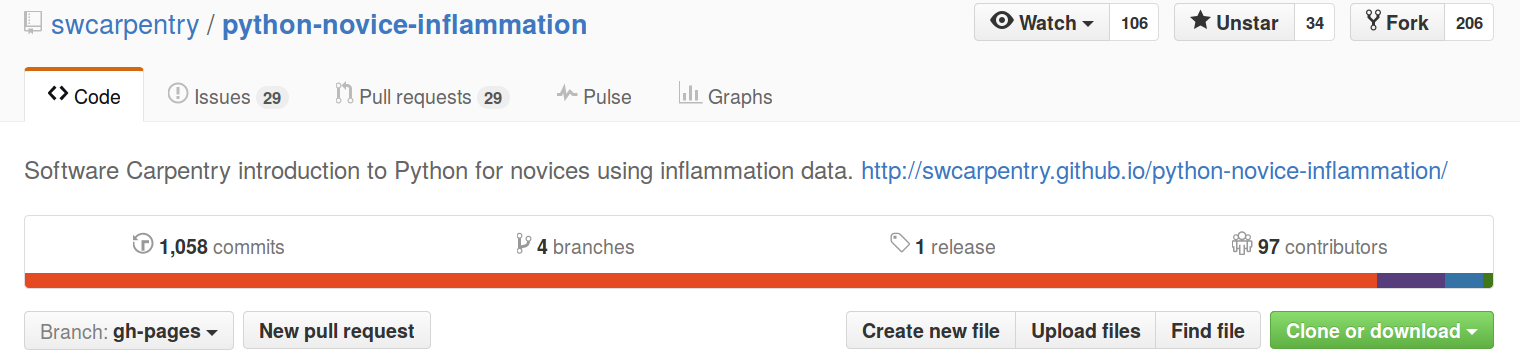 swcarpentry / python-novice-inflammation Watch 106 Unstar 34 Fork 206
Code Issues 29 Pull requests 29 Pulse Graphs
Software Carpentry introduction to Python for novices using inflammation data. http://swcarpentry.github.io/python-novice-inflammation/
1,058 commits 4 branches 1 release 97 contributors
Branch: gh-pages New pull request Create new file Upload files Find file Clone or download